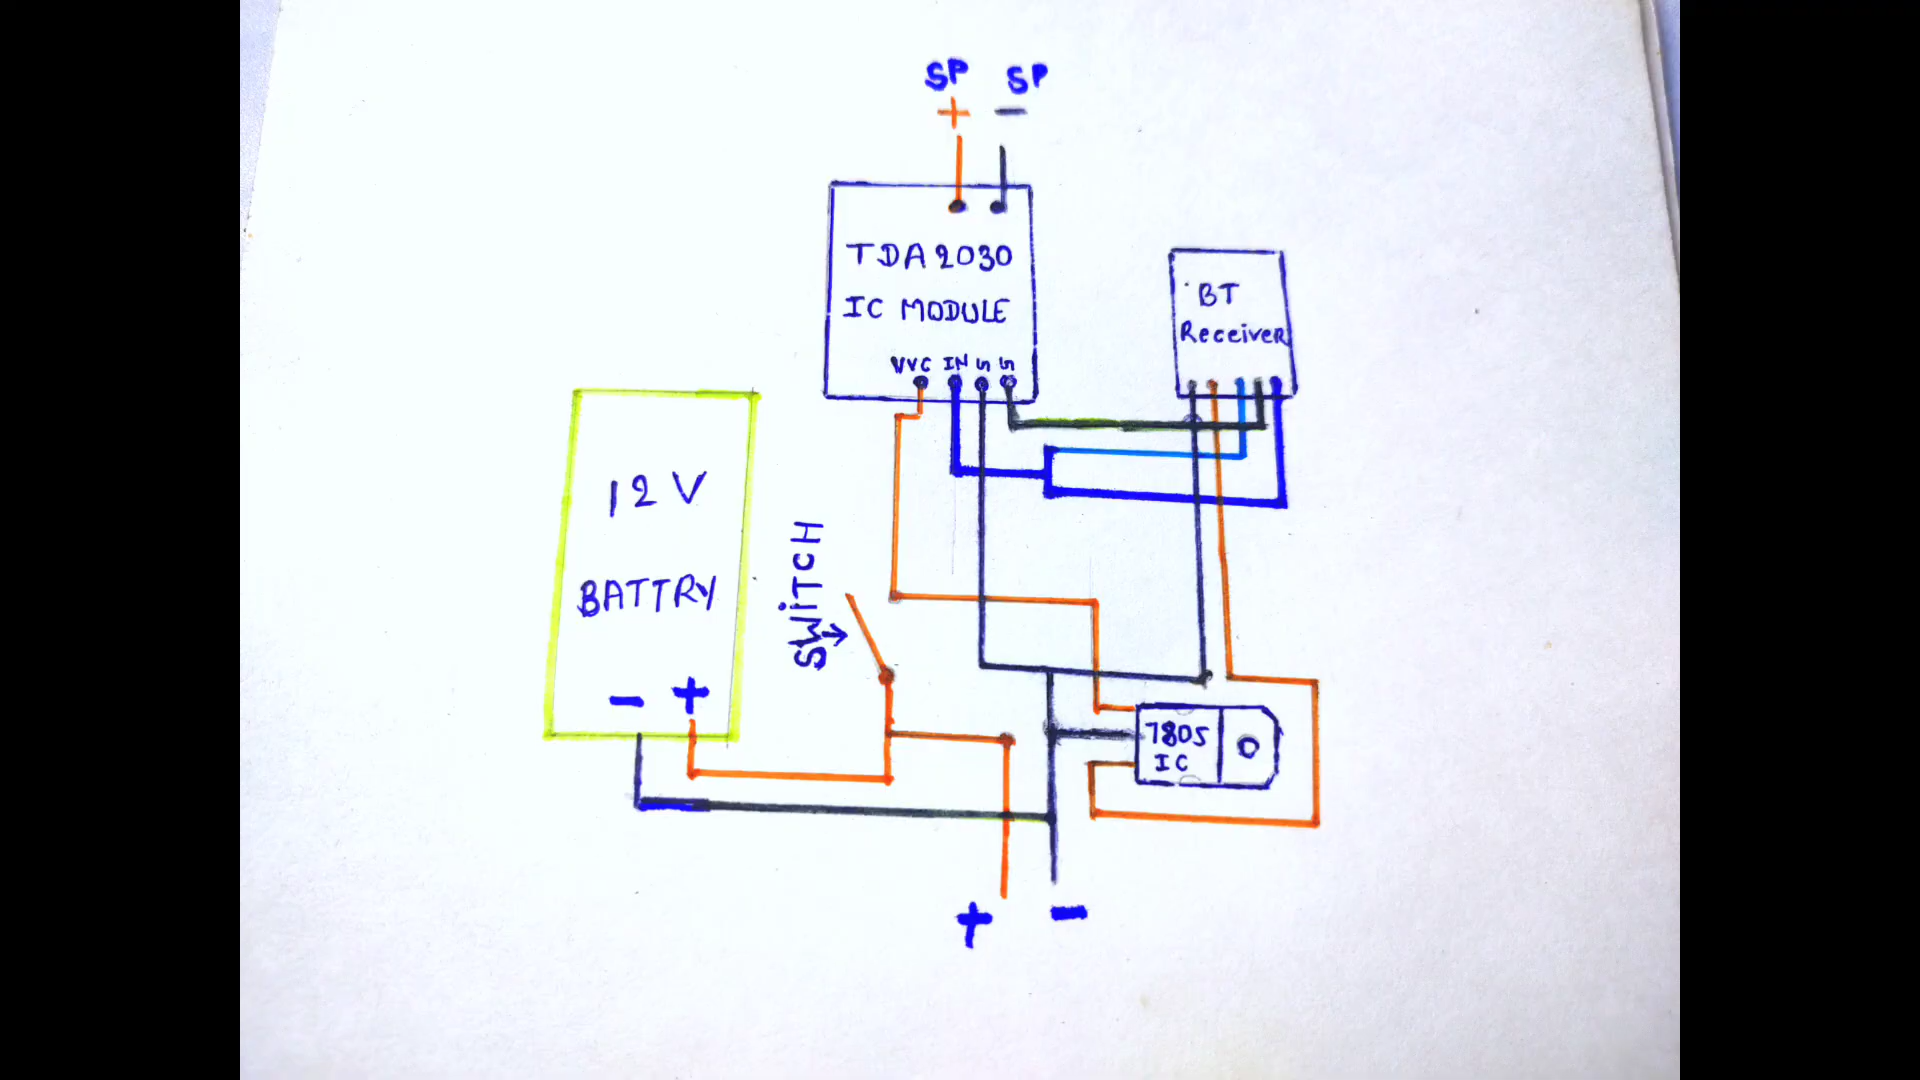 SP SP
+ -
TDA2030
IC MODULE
VVC IN G G
BT
Receiver
12V
BATTRY
- +
SWiTCH
7805
IC
+ -